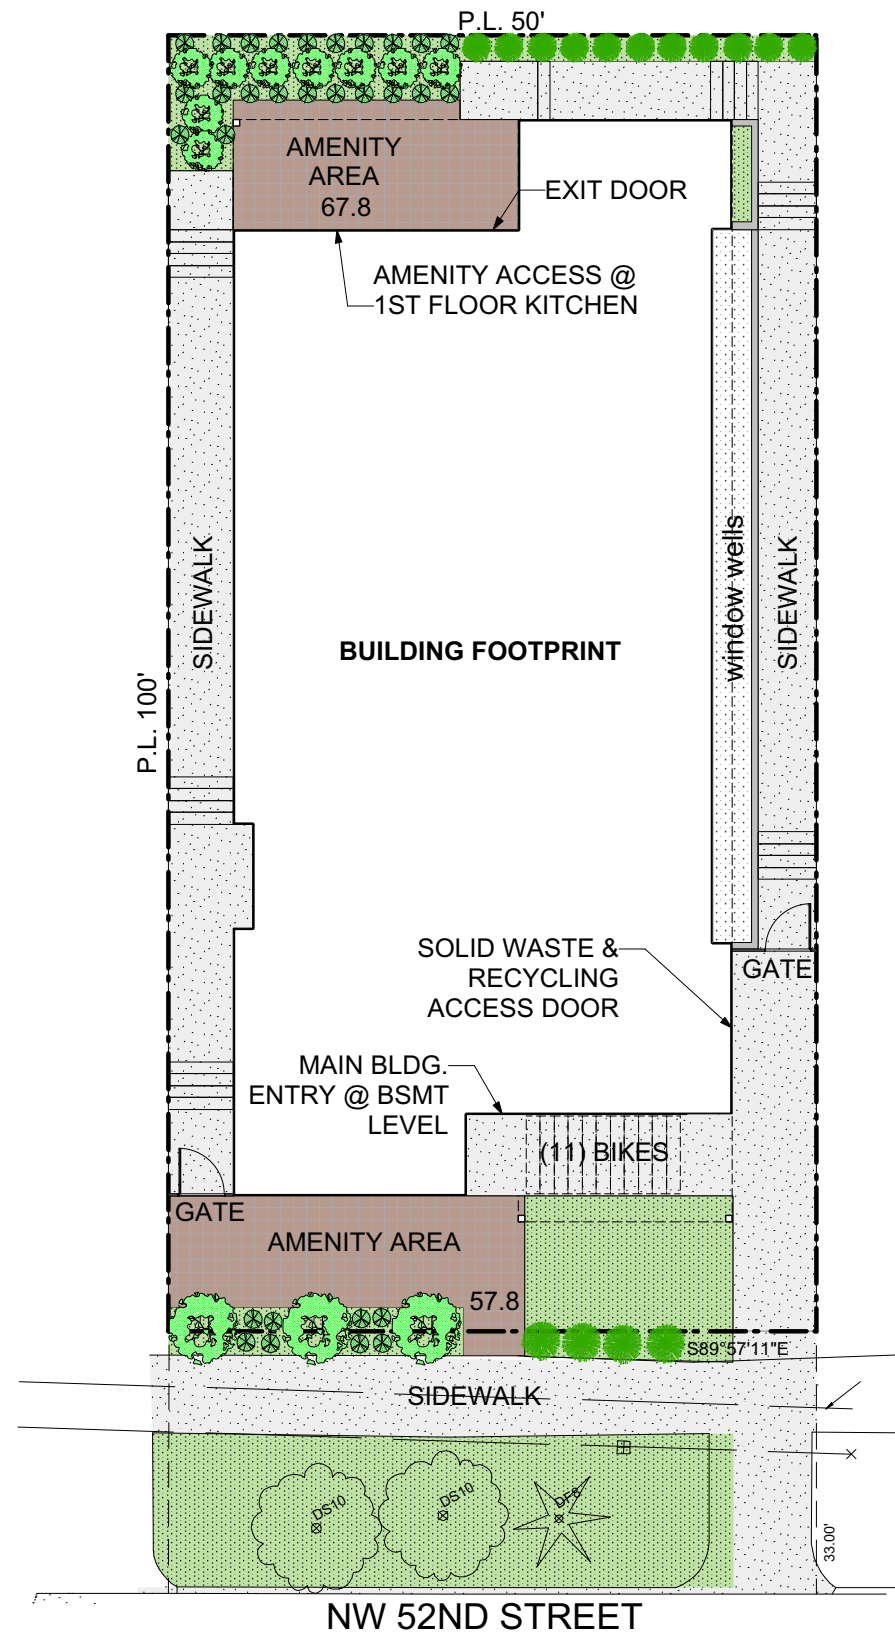 P.L. 50'
AMENITY
AREA
67.8
EXIT DOOR
AMENITY ACCESS @
1ST FLOOR KITCHEN
SIDEWALK
window wells
SIDEWALK
BUILDING FOOTPRINT
P.L. 100'
SOLID WASTE &
RECYCLING
ACCESS DOOR
GATE
MAIN BLDG.
ENTRY @ BSMT
LEVEL
(11) BIKES
GATE
AMENITY AREA
57.8
S89°57'11"E
SIDEWALK
DS10
DS10
DF8
33.00'
NW 52ND STREET